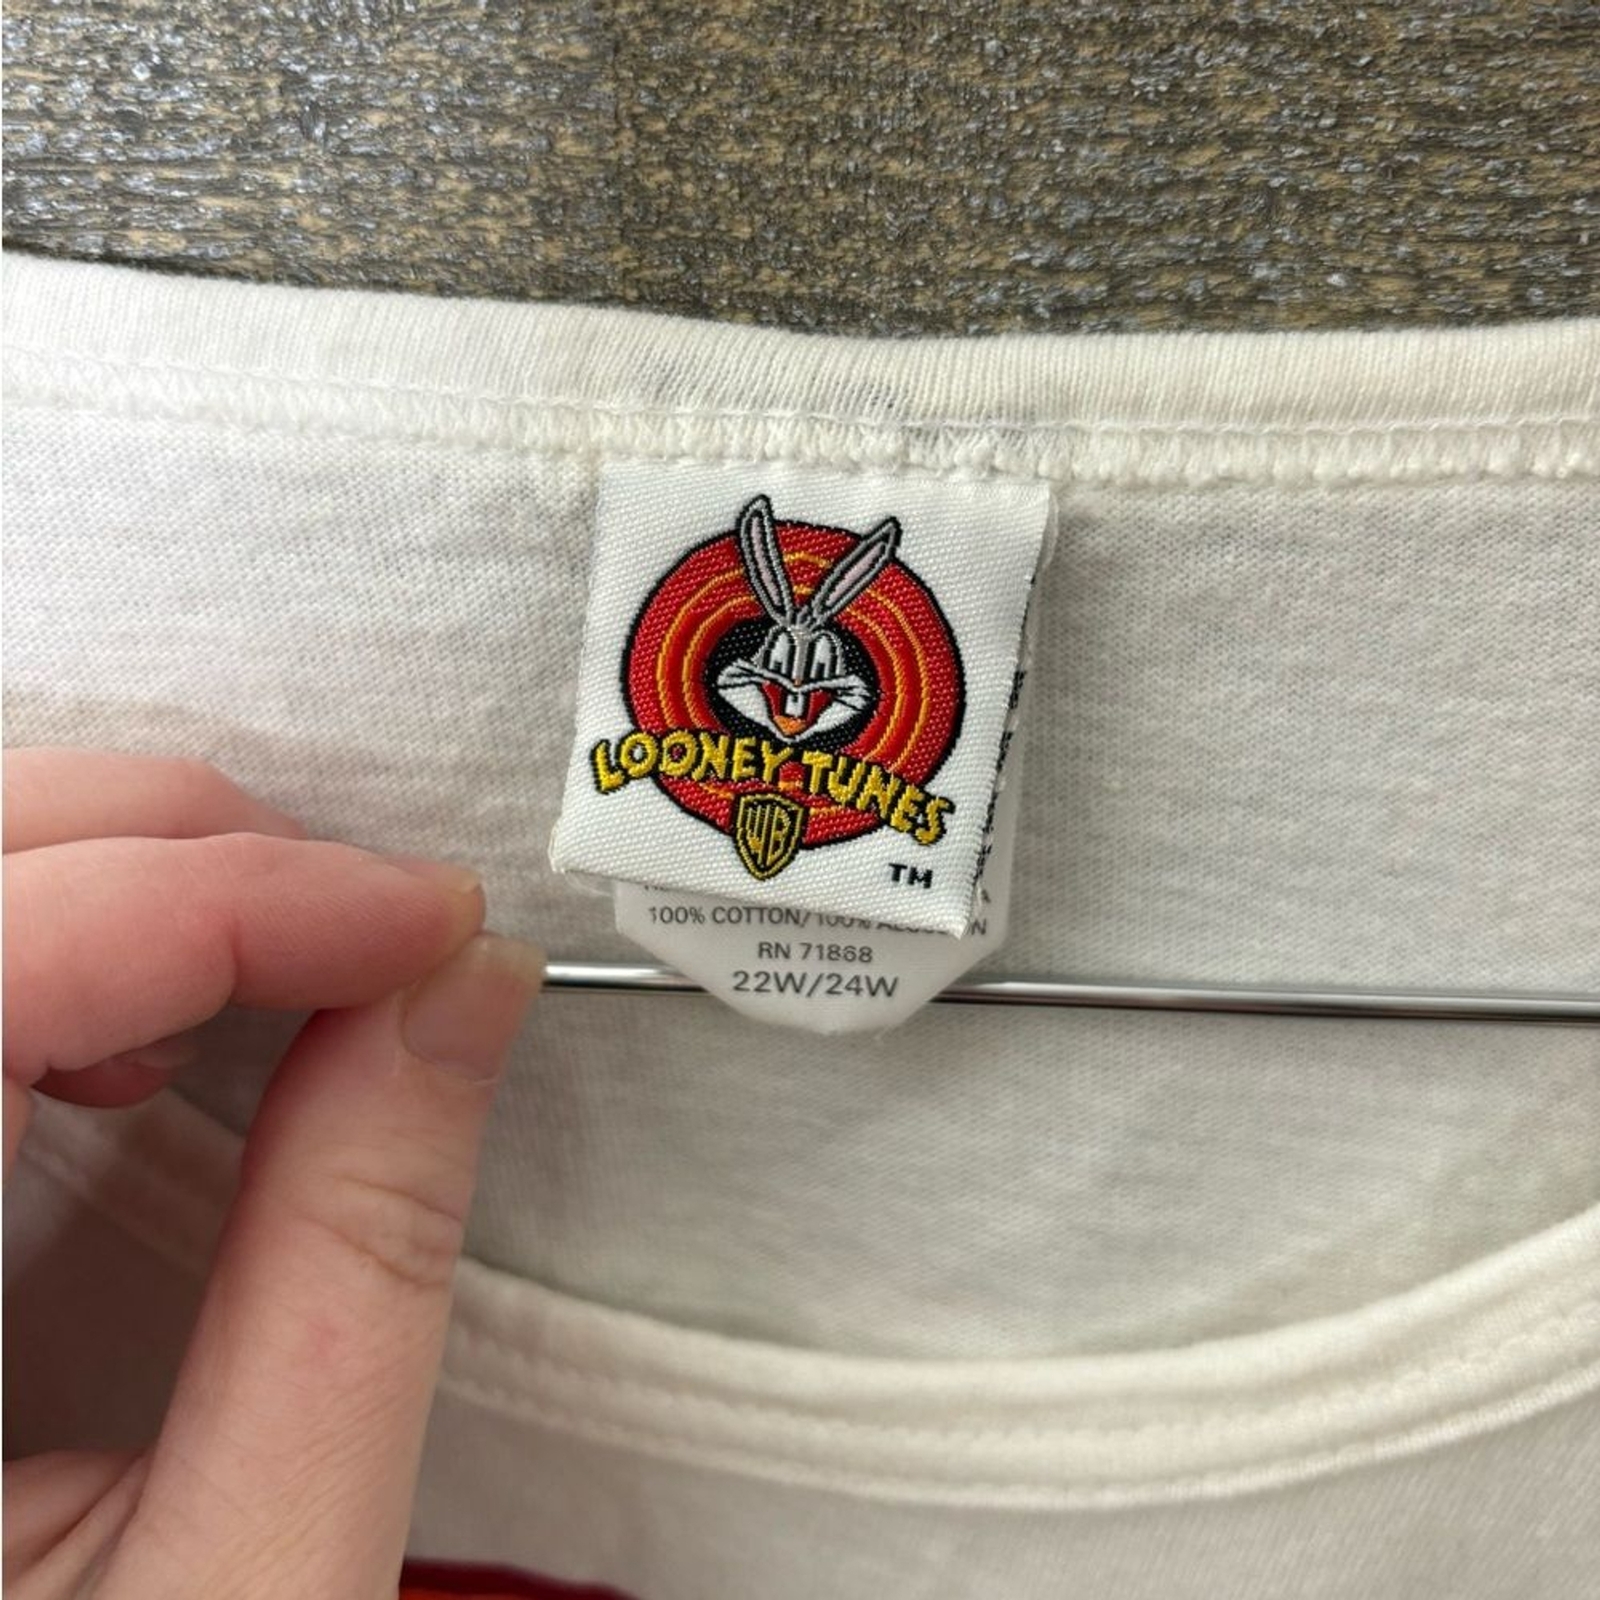 LOONEY TUNES
WB
TM
100% COTTON/100%
RN 71868
22W/24W